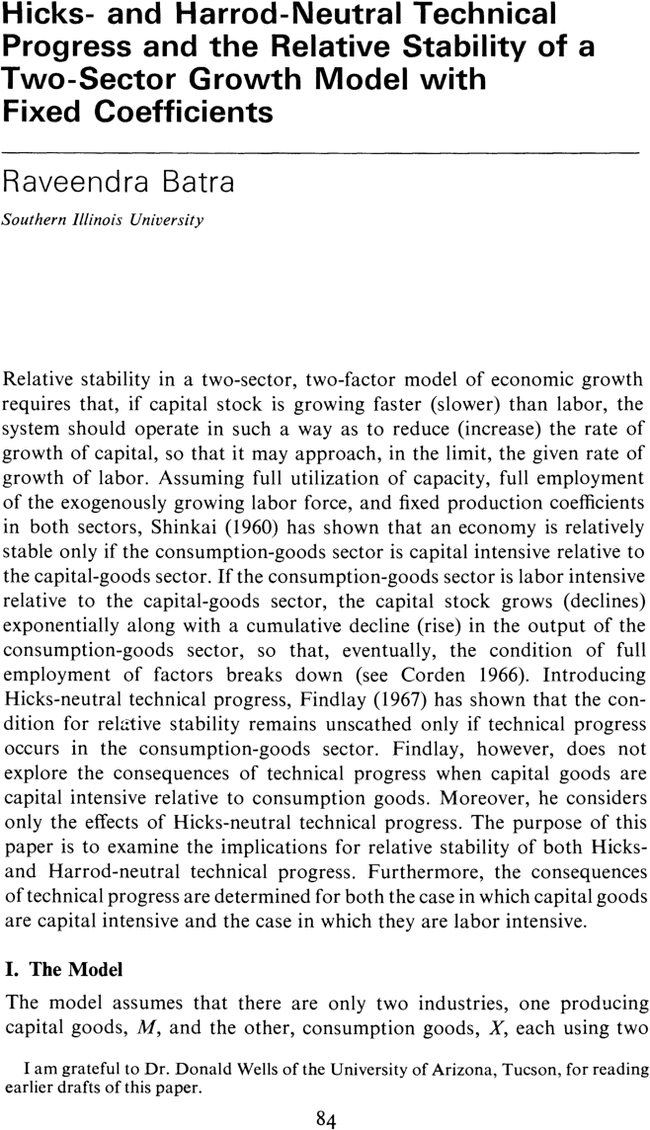 Hicks- and Harrod-Neutral Technical
Progress and the Relative Stability of a
Two-Sector Growth Model with
Fixed Coefficients
Raveendra Batra
Southern Illinois University
Relative stability in a two-sector, two-factor model of economic growth
requires that, if capital stock is growing faster (slower) than labor, the
system should operate in such a way as to reduce (increase) the rate of
growth of capital, so that it may approach, in the limit, the given rate of
growth of labor. Assuming full utilization of capacity, full employment
of the exogenously growing labor force, and fixed production coefficients
in both sectors, Shinkai (1960) has shown that an economy is relatively
stable only if the consumption-goods sector is capital intensive relative to
the capital-goods sector. If the consumption-goods sector is labor intensive
relative to the capital-goods sector, the capital stock grows (declines)
exponentially along with a cumulative decline (rise) in the output of the
consumption-goods sector, so that, eventually, the condition of full
employment of factors breaks down (see Corden 1966). Introducing
Hicks-neutral technical progress, Findlay (1967) has shown that the con-
dition for relative stability remains unscathed only if technical progress
occurs in the consumption-goods sector. Findlay, however, does not
explore the consequences of technical progress when capital goods are
capital intensive relative to consumption goods. Moreover, he considers
only the effects of Hicks-neutral technical progress. The purpose of this
paper is to examine the implications for relative stability of both Hicks-
and Harrod-neutral technical progress. Furthermore, the consequences
of technical progress are determined for both the case in which capital goods
are capital intensive and the case in which they are labor intensive.
I. The Model
The model assumes that there are only two industries, one producing
capital goods, M, and the other, consumption goods, X, each using two
I am grateful to Dr. Donald Wells of the University of Arizona, Tucson, for reading
earlier drafts of this paper.
84